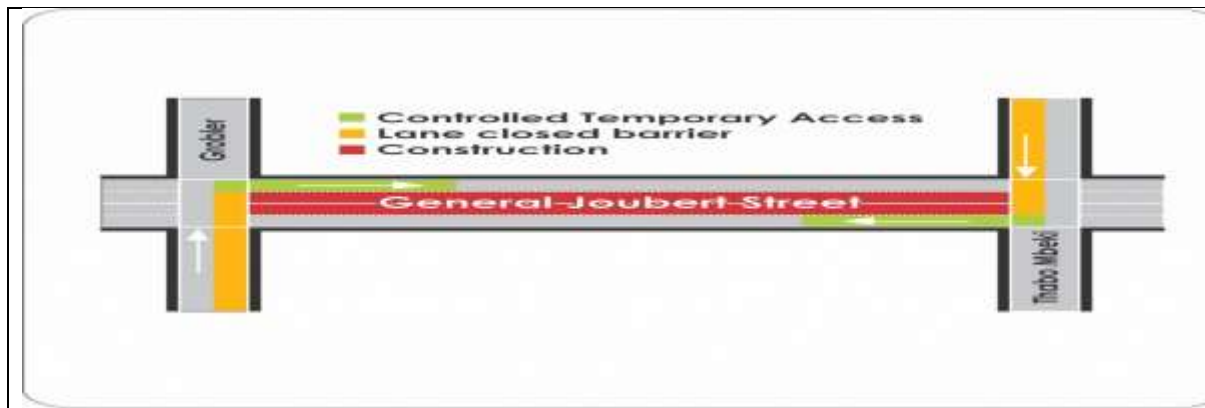 Grobler
Controlled Temporary Access
Lane closed barrier
Construction
General Joubert Street
Thabo Mbeki